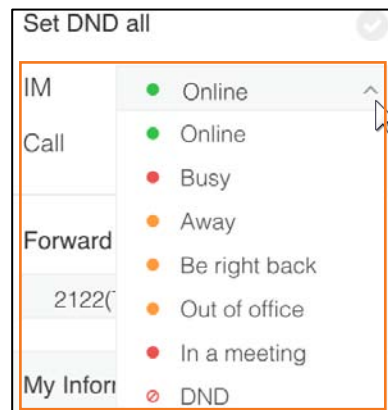 Set DND all
IM
Online
Call
Online
Busy
Away
Forward
Be right back
2122(
Out of office
In a meeting
My Infor
DND